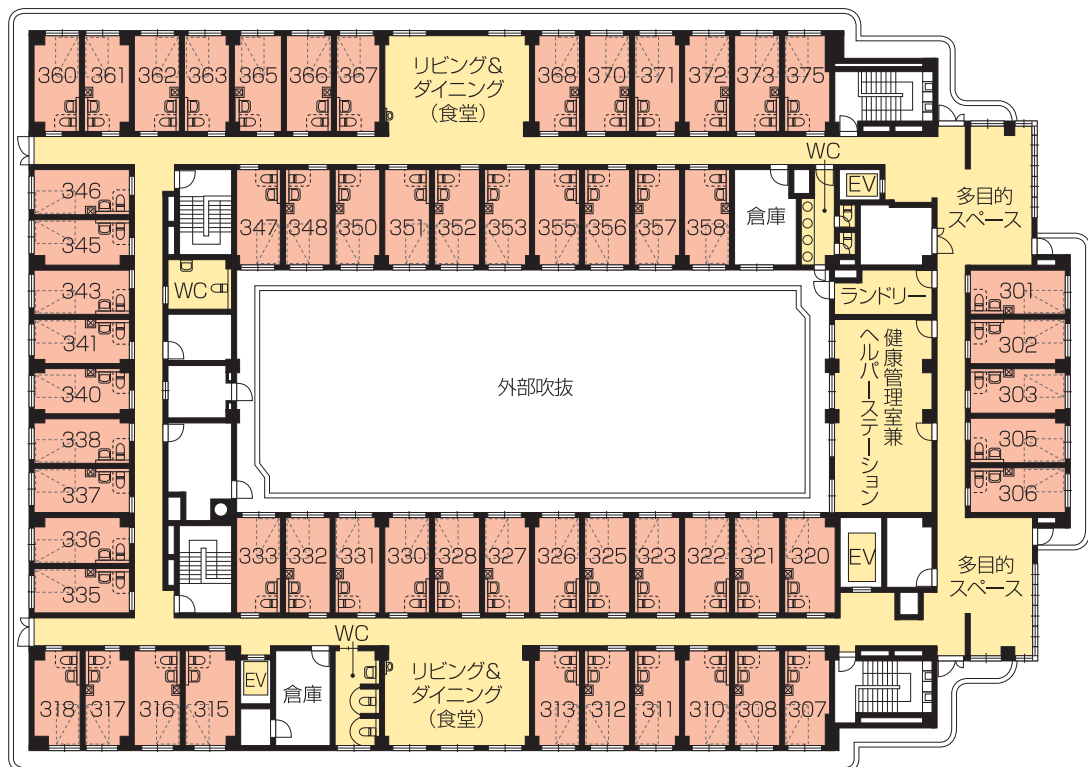 360
361
362
363
365
366
367
リビング&
ダイニング
(食堂)
368
370
371
372
373
375
WC
EV
多目的
スペース
346
345
343
341
340
338
337
336
335
347
348
350
351
352
353
355
356
357
358
倉庫
WC
ランドリー
301
302
303
305
306
健康管理室兼
ヘルパーステーション
外部吹抜
333
332
331
330
328
327
326
325
323
322
321
320
EV
多目的
スペース
318
317
316
315
EV
倉庫
WC
リビング&
ダイニング
(食堂)
313
312
311
310
308
307